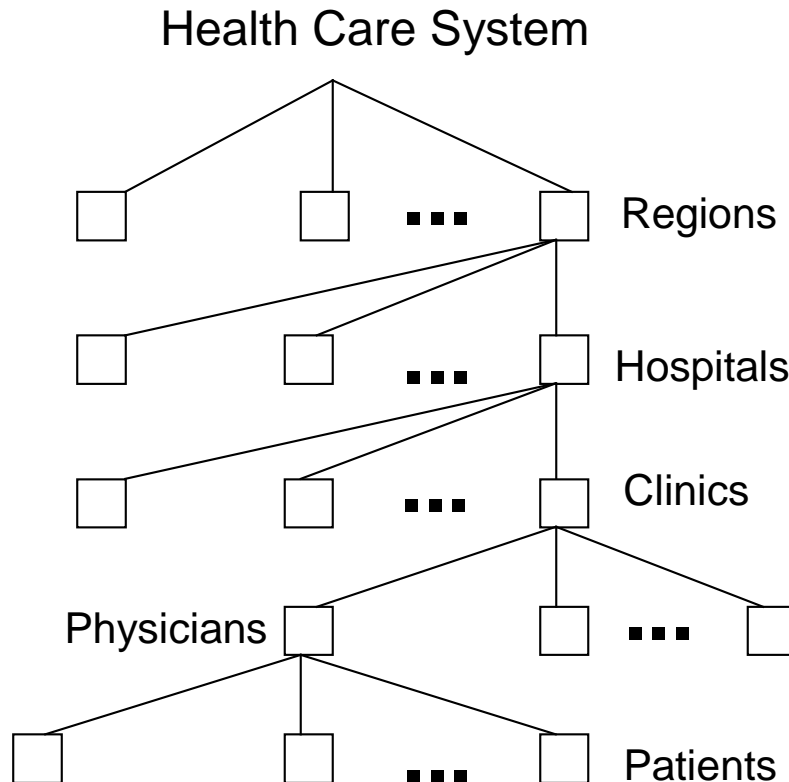 Health Care System
Regions
Hospitals
Clinics
Physicians
Patients